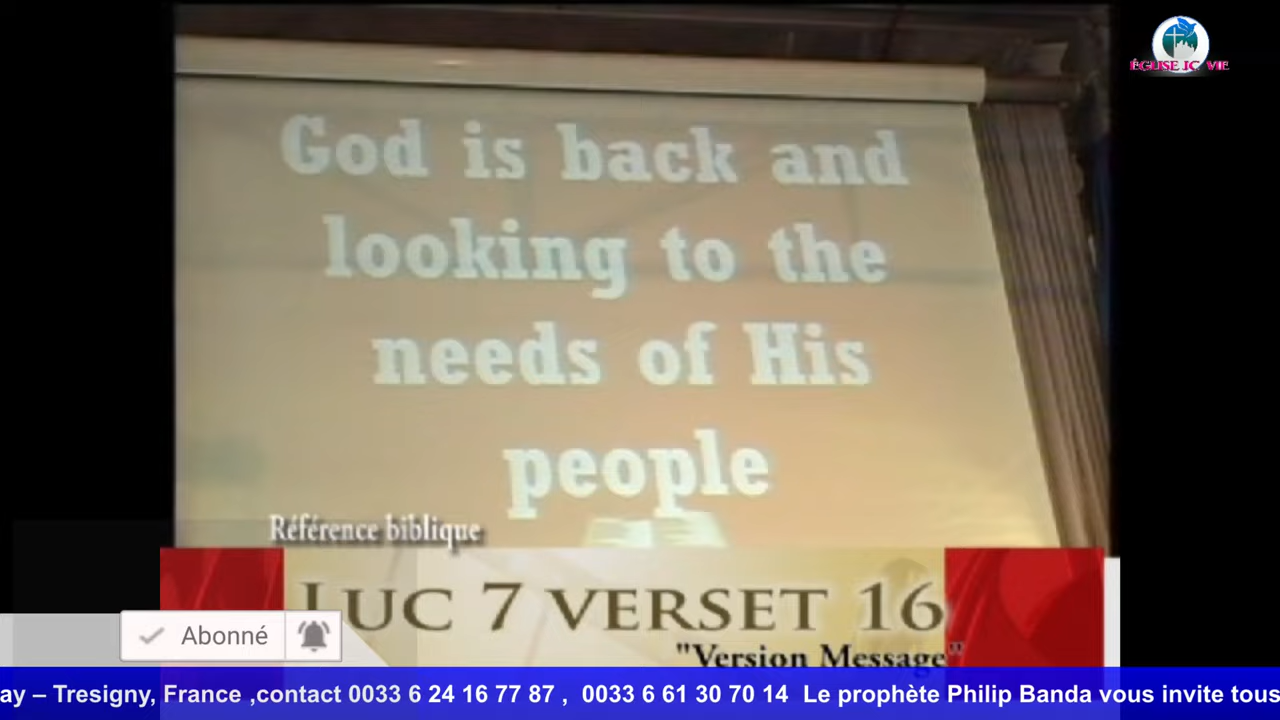 ÉGLISE JC VIE
God is back and
looking to the
needs of His
people
Référence biblique
LUC 7 VERSET 16
"Version Message"
Abonné
ay – Tresigny, France ,contact 0033 6 24 16 77 87 , 0033 6 61 30 70 14 Le prophète Philip Banda vous invite tous